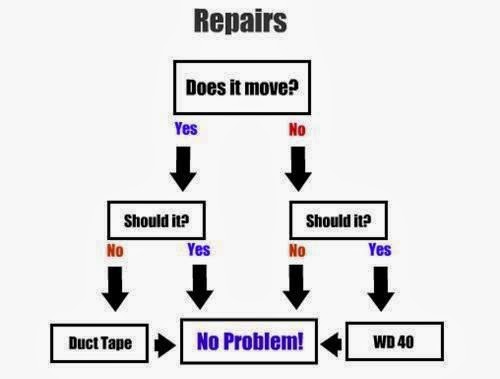 Repairs
Does it move?
Yes
No
Should it?
Should it?
No
Yes
No
Yes
Duct Tape
No Problem!
WD 40